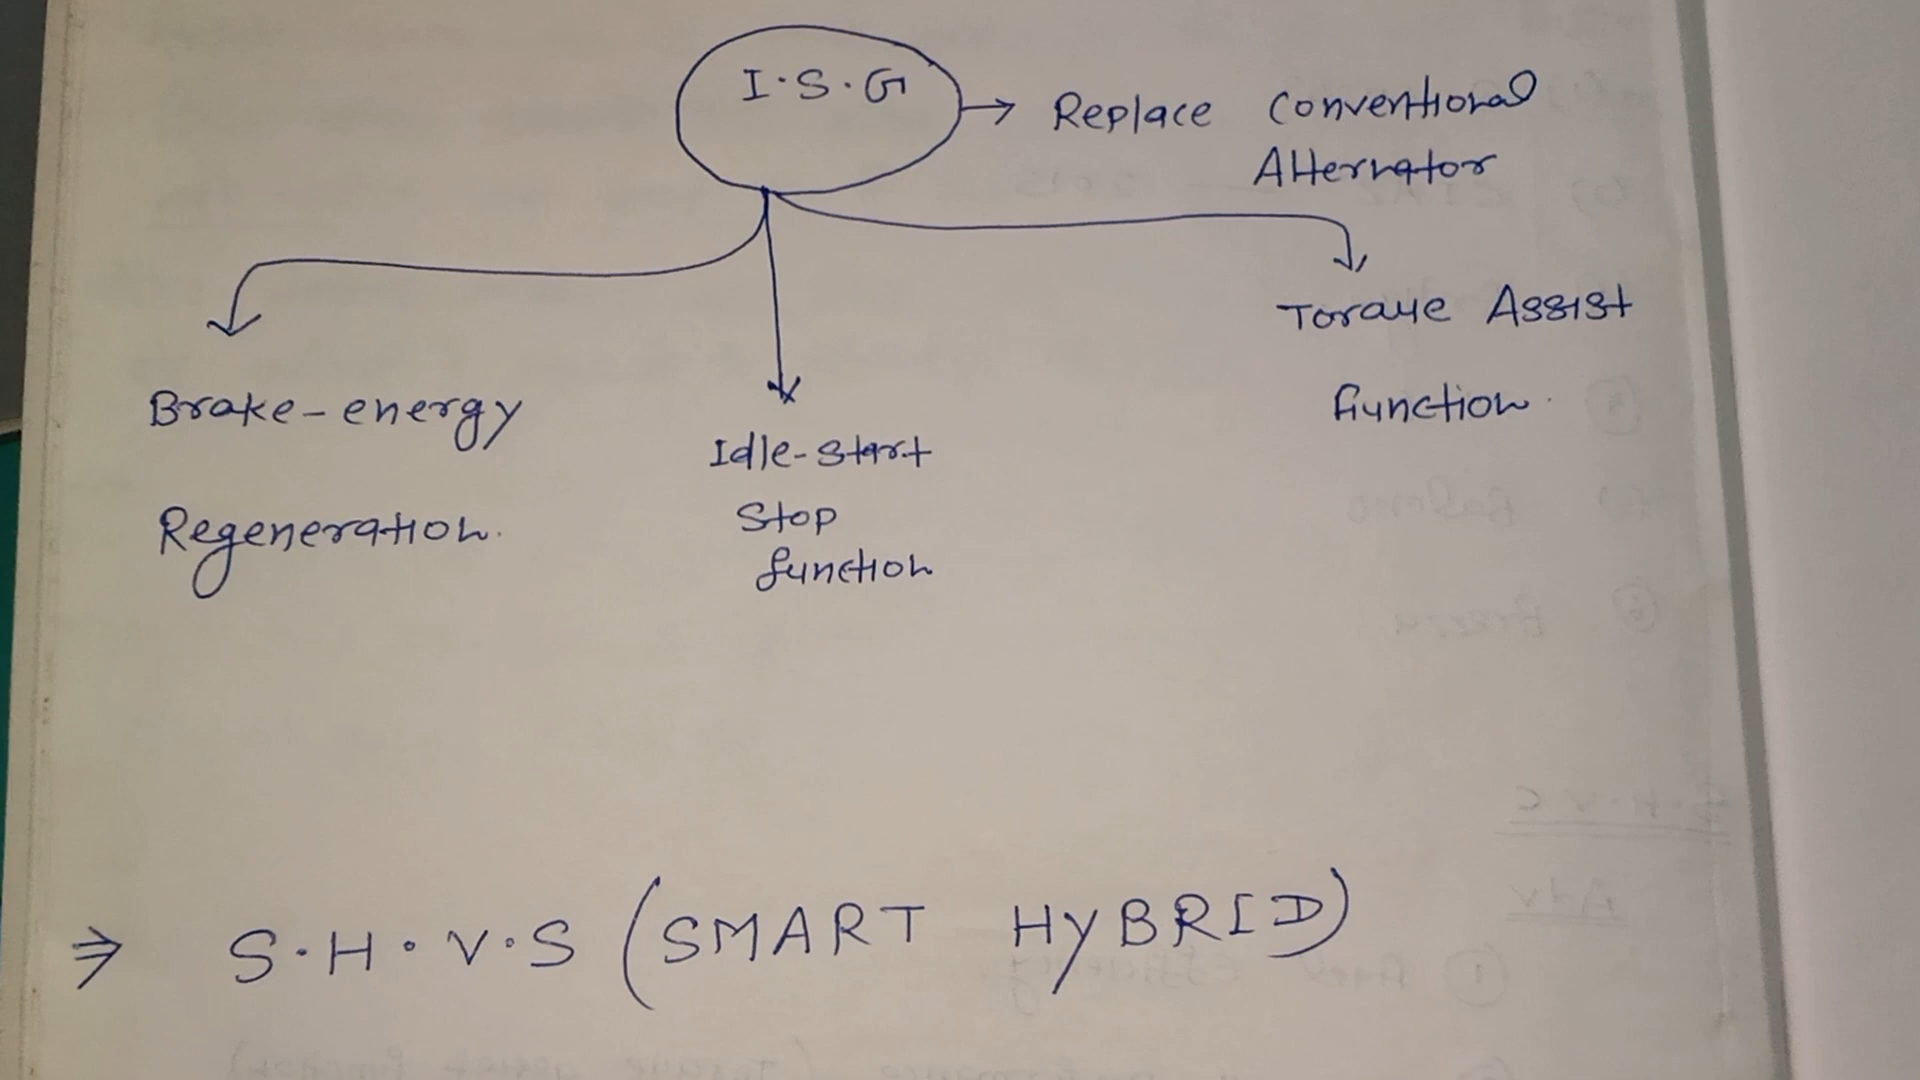 I.S.G
Replace Conventional
Alternator
Torque Assist
function.
Brake-energy
Regeneration.
Idle-start
Stop
function
⇒ S.H.V.S (SMART HYBRID)